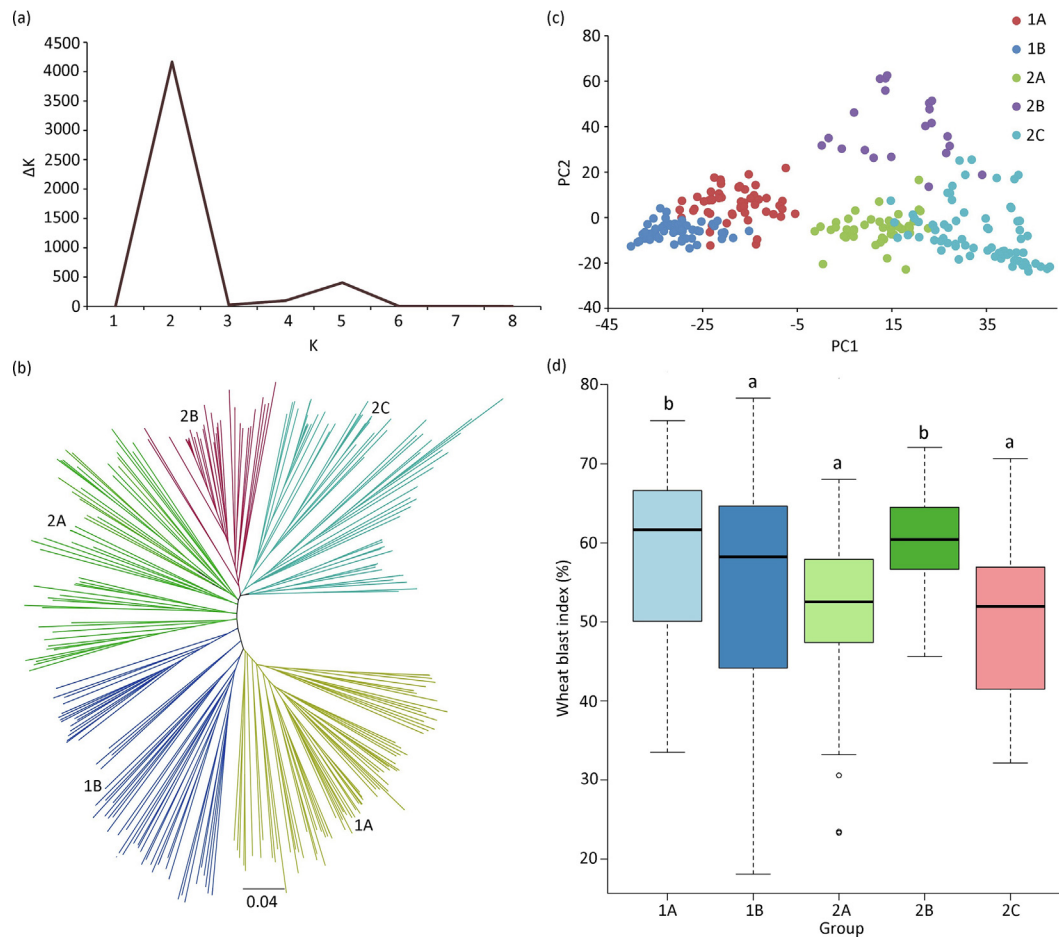 (a)
4500
4000
3500
3000
2500
2000
1500
1000
500
0
ΔK
1 2 3 4 5 6 7 8
K
(b)
2A
2B
2C
1B
1A
0.04
(c)
1A
1B
2A
2B
2C
80
60
40
20
0
-20
-40
PC2
-45 -25 -5 15 35
PC1
(d)
80
70
60
50
40
30
20
Wheat blast index (%)
b a a b a
1A 1B 2A 2B 2C
Group